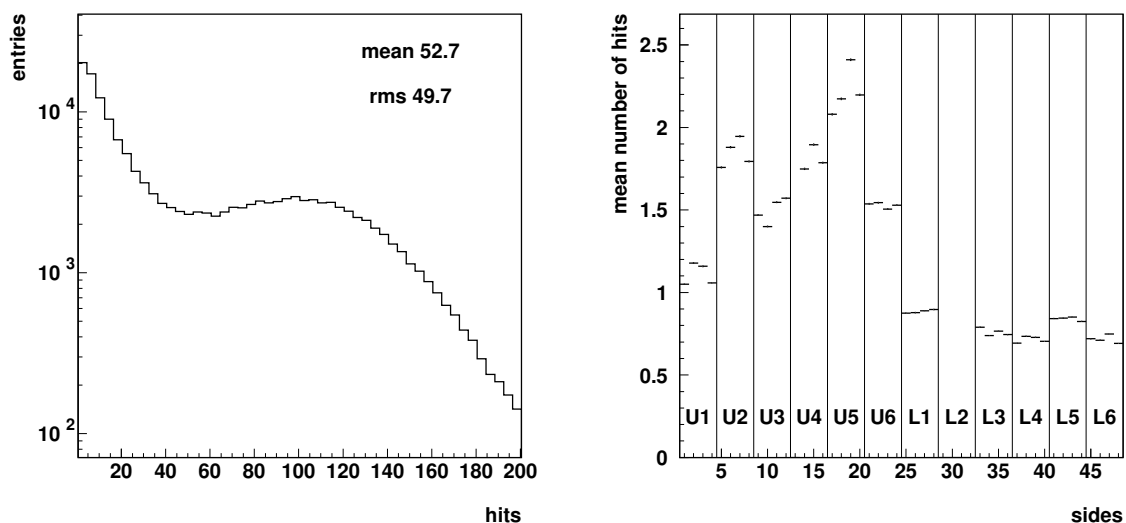 entries
mean 52.7
rms 49.7
10^4
10^3
10^2
20 40 60 80 100 120 140 160 180 200
hits
mean number of hits
2.5
2
1.5
1
0.5
0
U1 U2 U3 U4 U5 U6 L1 L2 L3 L4 L5 L6
5 10 15 20 25 30 35 40 45
sides